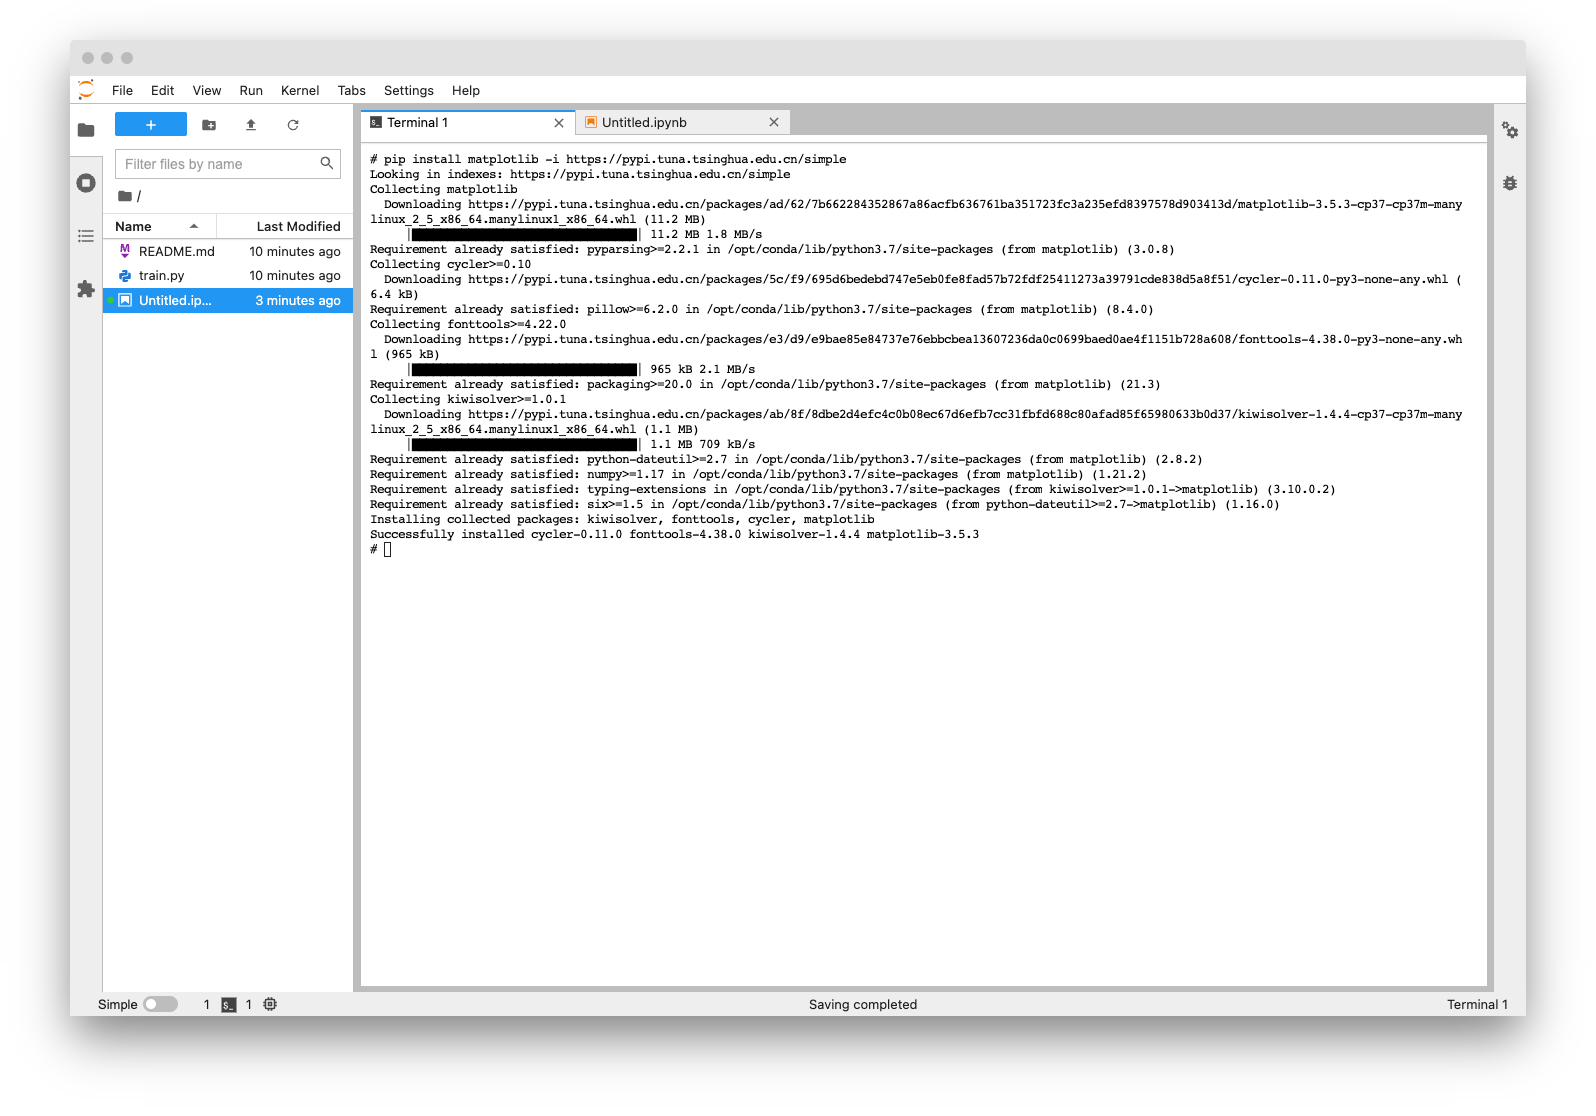 File Edit View Run Kernel Tabs Settings Help
+
Filter files by name
/
Name Last Modified
README.md 10 minutes ago
train.py 10 minutes ago
Untitled.ip... 3 minutes ago
Terminal 1
Untitled.ipynb
# pip install matplotlib -i https://pypi.tuna.tsinghua.edu.cn/simple
Looking in indexes: https://pypi.tuna.tsinghua.edu.cn/simple
Collecting matplotlib
  Downloading https://pypi.tuna.tsinghua.edu.cn/packages/ad/62/7b662284352867a86acfb636761ba351723fc3a235efd8397578d903413d/matplotlib-3.5.3-cp37-cp37m-many
linux_2_5_x86_64.manylinux1_x86_64.whl (11.2 MB)
| | 11.2 MB 1.8 MB/s
Requirement already satisfied: pyparsing>=2.2.1 in /opt/conda/lib/python3.7/site-packages (from matplotlib) (3.0.8)
Collecting cycler>=0.10
  Downloading https://pypi.tuna.tsinghua.edu.cn/packages/5c/f9/695d6bedebd747e5eb0fe8fad57b72fdf25411273a39791cde838d5a8f51/cycler-0.11.0-py3-none-any.whl (
6.4 kB)
Requirement already satisfied: pillow>=6.2.0 in /opt/conda/lib/python3.7/site-packages (from matplotlib) (8.4.0)
Collecting fonttools>=4.22.0
  Downloading https://pypi.tuna.tsinghua.edu.cn/packages/e3/d9/e9bae85e84737e76ebbcbea13607236da0c0699baed0ae4f1151b728a608/fonttools-4.38.0-py3-none-any.wh
l (965 kB)
| | 965 kB 2.1 MB/s
Requirement already satisfied: packaging>=20.0 in /opt/conda/lib/python3.7/site-packages (from matplotlib) (21.3)
Collecting kiwisolver>=1.0.1
  Downloading https://pypi.tuna.tsinghua.edu.cn/packages/ab/8f/8dbe2d4efc4c0b08ec67d6efb7cc31fbfd688c80afad85f65980633b0d37/kiwisolver-1.4.4-cp37-cp37m-many
linux_2_5_x86_64.manylinux1_x86_64.whl (1.1 MB)
| | 1.1 MB 709 kB/s
Requirement already satisfied: python-dateutil>=2.7 in /opt/conda/lib/python3.7/site-packages (from matplotlib) (2.8.2)
Requirement already satisfied: numpy>=1.17 in /opt/conda/lib/python3.7/site-packages (from matplotlib) (1.21.2)
Requirement already satisfied: typing-extensions in /opt/conda/lib/python3.7/site-packages (from kiwisolver>=1.0.1->matplotlib) (3.10.0.2)
Requirement already satisfied: six>=1.5 in /opt/conda/lib/python3.7/site-packages (from python-dateutil>=2.7->matplotlib) (1.16.0)
Installing collected packages: kiwisolver, fonttools, cycler, matplotlib
Successfully installed cycler-0.11.0 fonttools-4.38.0 kiwisolver-1.4.4 matplotlib-3.5.3
#
Simple 1 1 Saving completed Terminal 1